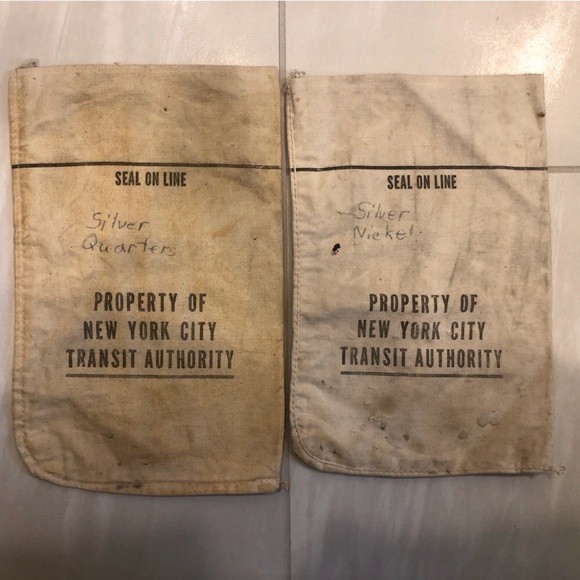 SEAL ON LINE
Silver
Quarters
PROPERTY OF
NEW YORK CITY
TRANSIT AUTHORITY
SEAL ON LINE
Silver
Nickel
PROPERTY OF
NEW YORK CITY
TRANSIT AUTHORITY